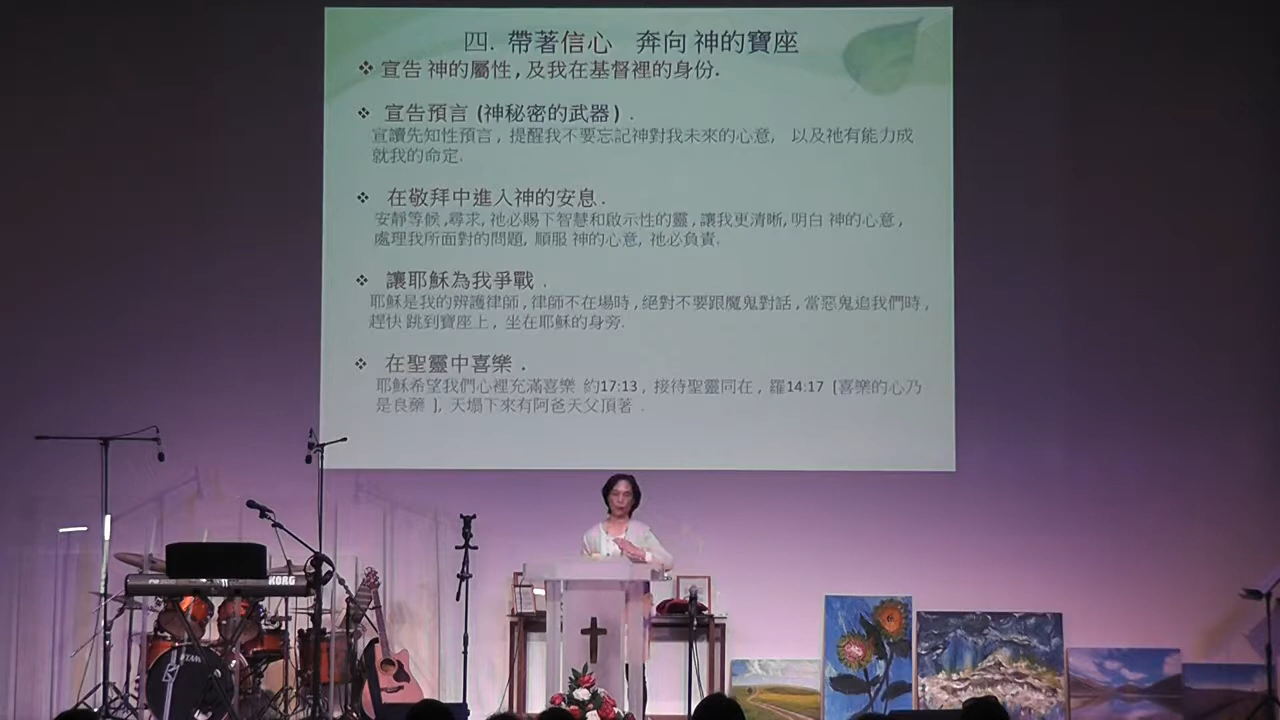 四. 帶著信心 奔向 神的寶座
❖ 宣告 神的屬性, 及我在基督裡的身份.
❖ 宣告預言 (神秘密的武器) .
宣讀先知性預言, 提醒我不要忘記神對我未來的心意, 以及祂有能力成
就我的命定.
❖ 在敬拜中進入神的安息.
安靜等候,尋求, 祂必賜下智慧和啟示性的靈, 讓我更清晰, 明白 神的心意,
處理我所面對的問題, 順服 神的心意, 祂必負責.
❖ 讓耶穌為我爭戰 .
耶穌是我的辨護律師, 律師不在場時, 絕對不要跟魔鬼對話, 當惡鬼追我們時,
趕快 跳到寶座上, 坐在耶穌的身旁.
❖ 在聖靈中喜樂 .
耶穌希望我們心裡充滿喜樂 約17:13, 接待聖靈同在, 羅14:17 (喜樂的心乃
是良藥 ), 天塌下來有阿爸天父頂著 .
KORG
TAMA